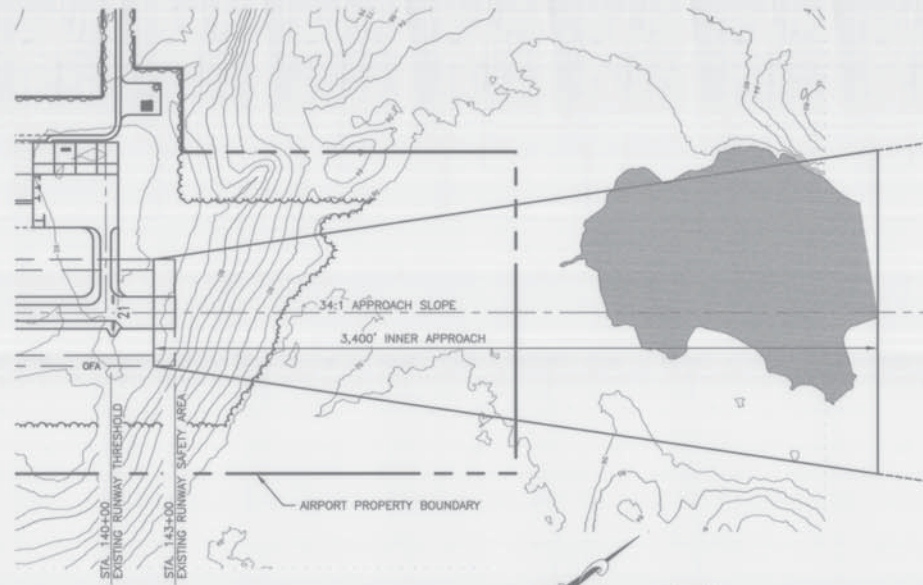 34:1 APPROACH SLOPE
3,400' INNER APPROACH
21
OFA
STA. 140+00
EXISTING RUNWAY THRESHOLD
STA. 143+00
EXISTING RUNWAY SAFETY AREA
AIRPORT PROPERTY BOUNDARY